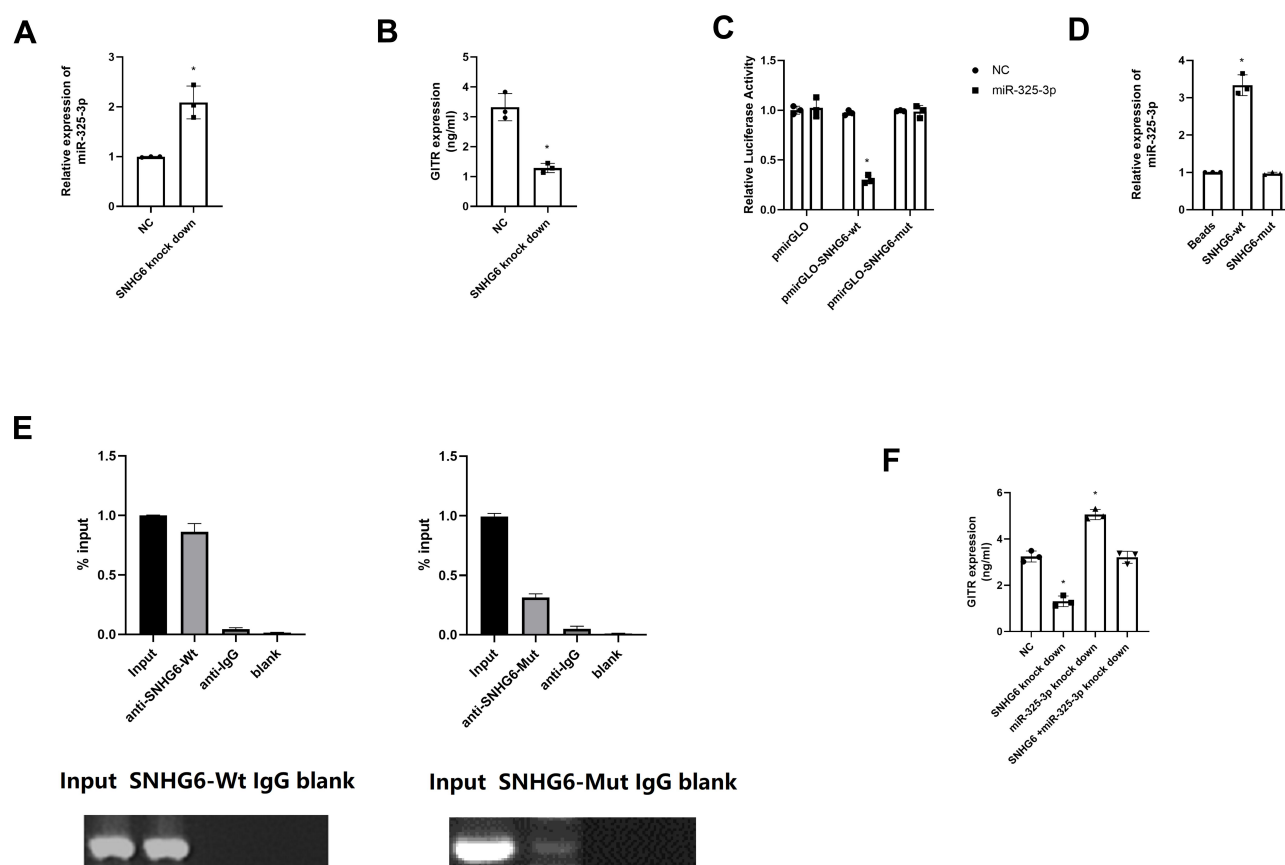 A
Relative expression of
miR-325-3p
3
2
1
0
NC
SNHG6 knock down
*
B
GITR expression
(ng/ml)
5
4
3
2
1
0
NC
SNHG6 knock down
*
C
Relative Luciferase Activity
1.5
1.0
0.5
0.0
pmirGLO
pmirGLO-SNHG6-wt
pmirGLO-SNHG6-mut
*
NC
miR-325-3p
D
Relative expression of
miR-325-3p
4
3
2
1
0
Beads
SNHG6-wt
SNHG6-mut
*
E
% input
1.5
1.0
0.5
0.0
Input
anti-SNHG6-Wt
anti-IgG
blank
% input
1.5
1.0
0.5
0.0
Input
anti-SNHG6-Mut
anti-IgG
blank
Input SNHG6-Wt IgG blank
Input SNHG6-Mut IgG blank
F
GITR expression
(ng/ml)
6
4
2
0
NC
SNHG6 knock down
miR-325-3p knock down
SNHG6 +miR-325-3p knock down
*
*